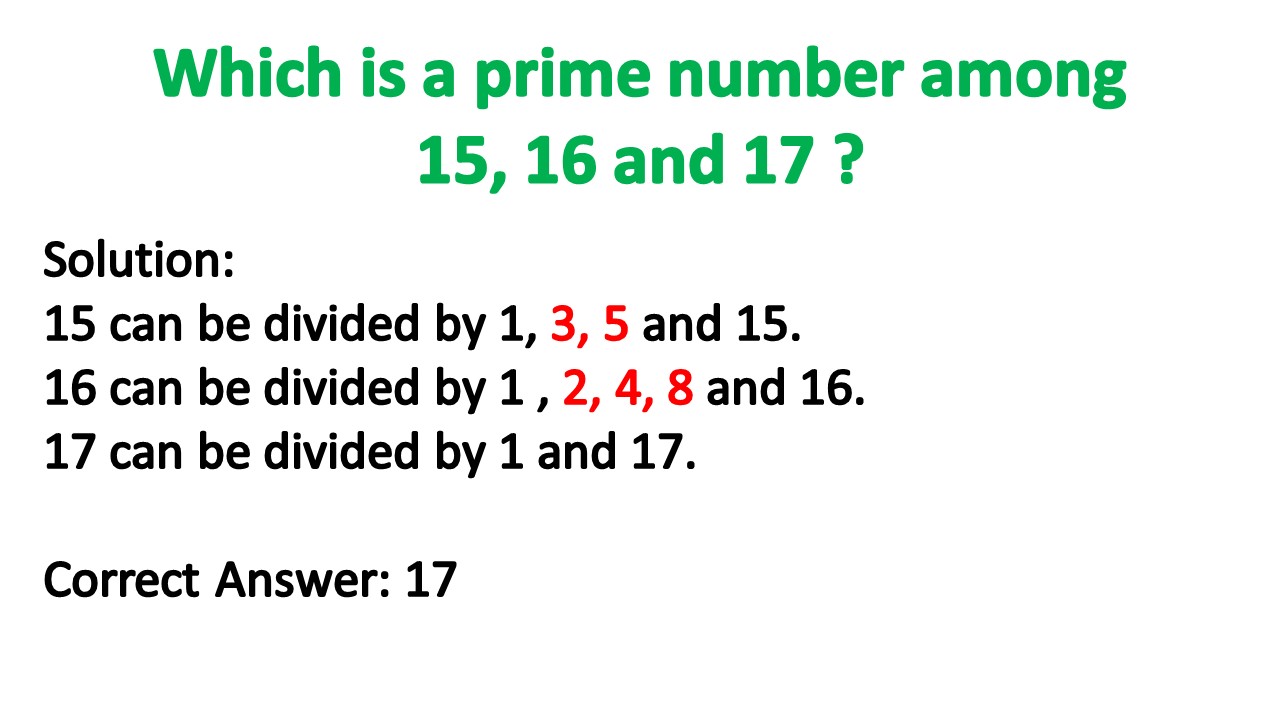 Which is a prime number among
15, 16 and 17 ?
Solution:
15 can be divided by 1, 3, 5 and 15.
16 can be divided by 1 , 2, 4, 8 and 16.
17 can be divided by 1 and 17.
Correct Answer: 17